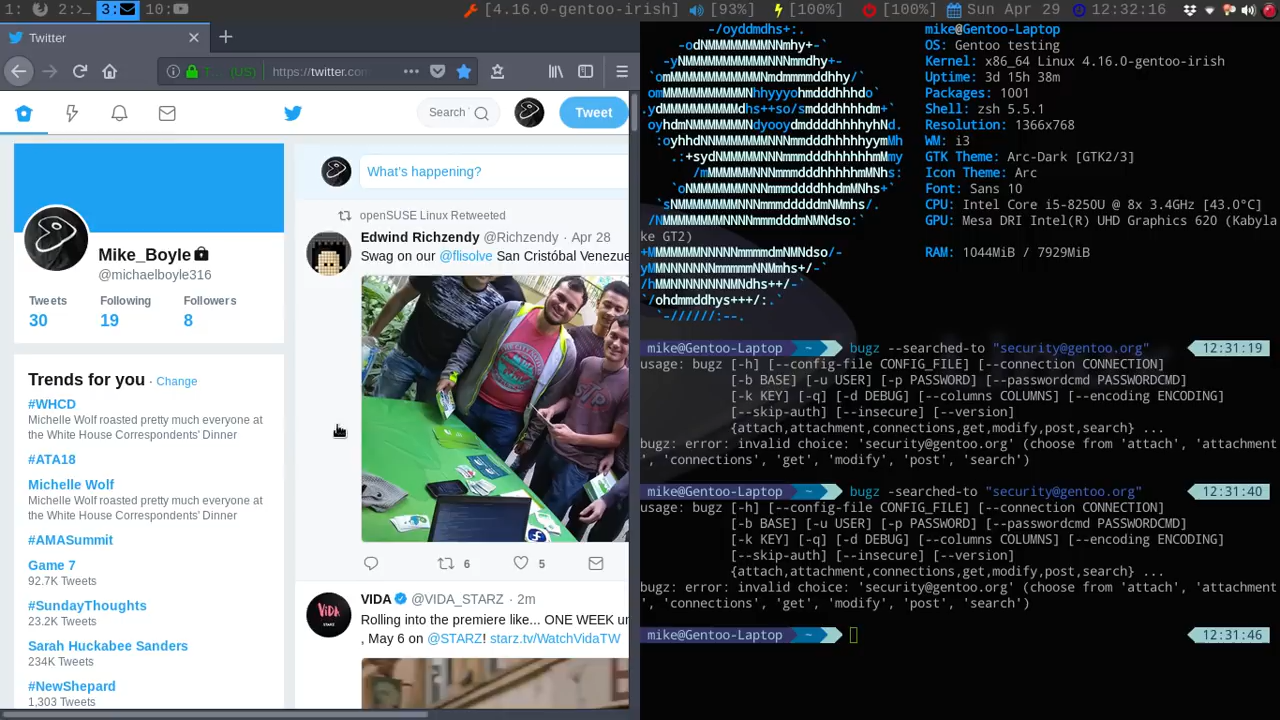 1: 2:>_ 3: 10:
[4.16.0-gentoo-irish] [93%] [100%] [100%] Sun Apr 29 12:32:16
Twitter
T... (US) https://twitter.con
Search
Tweet
Mike_Boyle
@michaelboyle316
Tweets Following Followers
30 19 8
Trends for you · Change
#WHCD
Michelle Wolf roasted pretty much everyone at
the White House Correspondents' Dinner
#ATA18
Michelle Wolf
Michelle Wolf roasted pretty much everyone at
the White House Correspondents' Dinner
#AMASummit
Game 7
92.7K Tweets
#SundayThoughts
23.2K Tweets
Sarah Huckabee Sanders
234K Tweets
#NewShepard
1,303 Tweets
What's happening?
openSUSE Linux Retweeted
Edwind Richzendy @Richzendy · Apr 28
Swag on our @flisolve San Cristóbal Venezue
6 5
VIDA @VIDA_STARZ · 2m
Rolling into the premiere like... ONE WEEK un
, May 6 on @STARZ! starz.tv/WatchVidaTW
mike@Gentoo-Laptop
OS: Gentoo testing
Kernel: x86_64 Linux 4.16.0-gentoo-irish
Uptime: 3d 15h 38m
Packages: 1001
Shell: zsh 5.5.1
Resolution: 1366x768
WM: i3
GTK Theme: Arc-Dark [GTK2/3]
Icon Theme: Arc
Font: Sans 10
CPU: Intel Core i5-8250U @ 8x 3.4GHz [43.0°C]
GPU: Mesa DRI Intel(R) UHD Graphics 620 (Kabyla
ke GT2)
RAM: 1044MiB / 7929MiB
mike@Gentoo-Laptop ~ bugz --searched-to "security@gentoo.org" 12:31:19
usage: bugz [-h] [--config-file CONFIG_FILE] [--connection CONNECTION]
[-b BASE] [-u USER] [-p PASSWORD] [--passwordcmd PASSWORDCMD]
[-k KEY] [-q] [-d DEBUG] [--columns COLUMNS] [--encoding ENCODING]
[--skip-auth] [--insecure] [--version]
{attach,attachment,connections,get,modify,post,search} ...
bugz: error: invalid choice: 'security@gentoo.org' (choose from 'attach', 'attachment
', 'connections', 'get', 'modify', 'post', 'search')
mike@Gentoo-Laptop ~ bugz -searched-to "security@gentoo.org" 12:31:40
usage: bugz [-h] [--config-file CONFIG_FILE] [--connection CONNECTION]
[-b BASE] [-u USER] [-p PASSWORD] [--passwordcmd PASSWORDCMD]
[-k KEY] [-q] [-d DEBUG] [--columns COLUMNS] [--encoding ENCODING]
[--skip-auth] [--insecure] [--version]
{attach,attachment,connections,get,modify,post,search} ...
bugz: error: invalid choice: 'security@gentoo.org' (choose from 'attach', 'attachment
', 'connections', 'get', 'modify', 'post', 'search')
mike@Gentoo-Laptop ~ 12:31:46